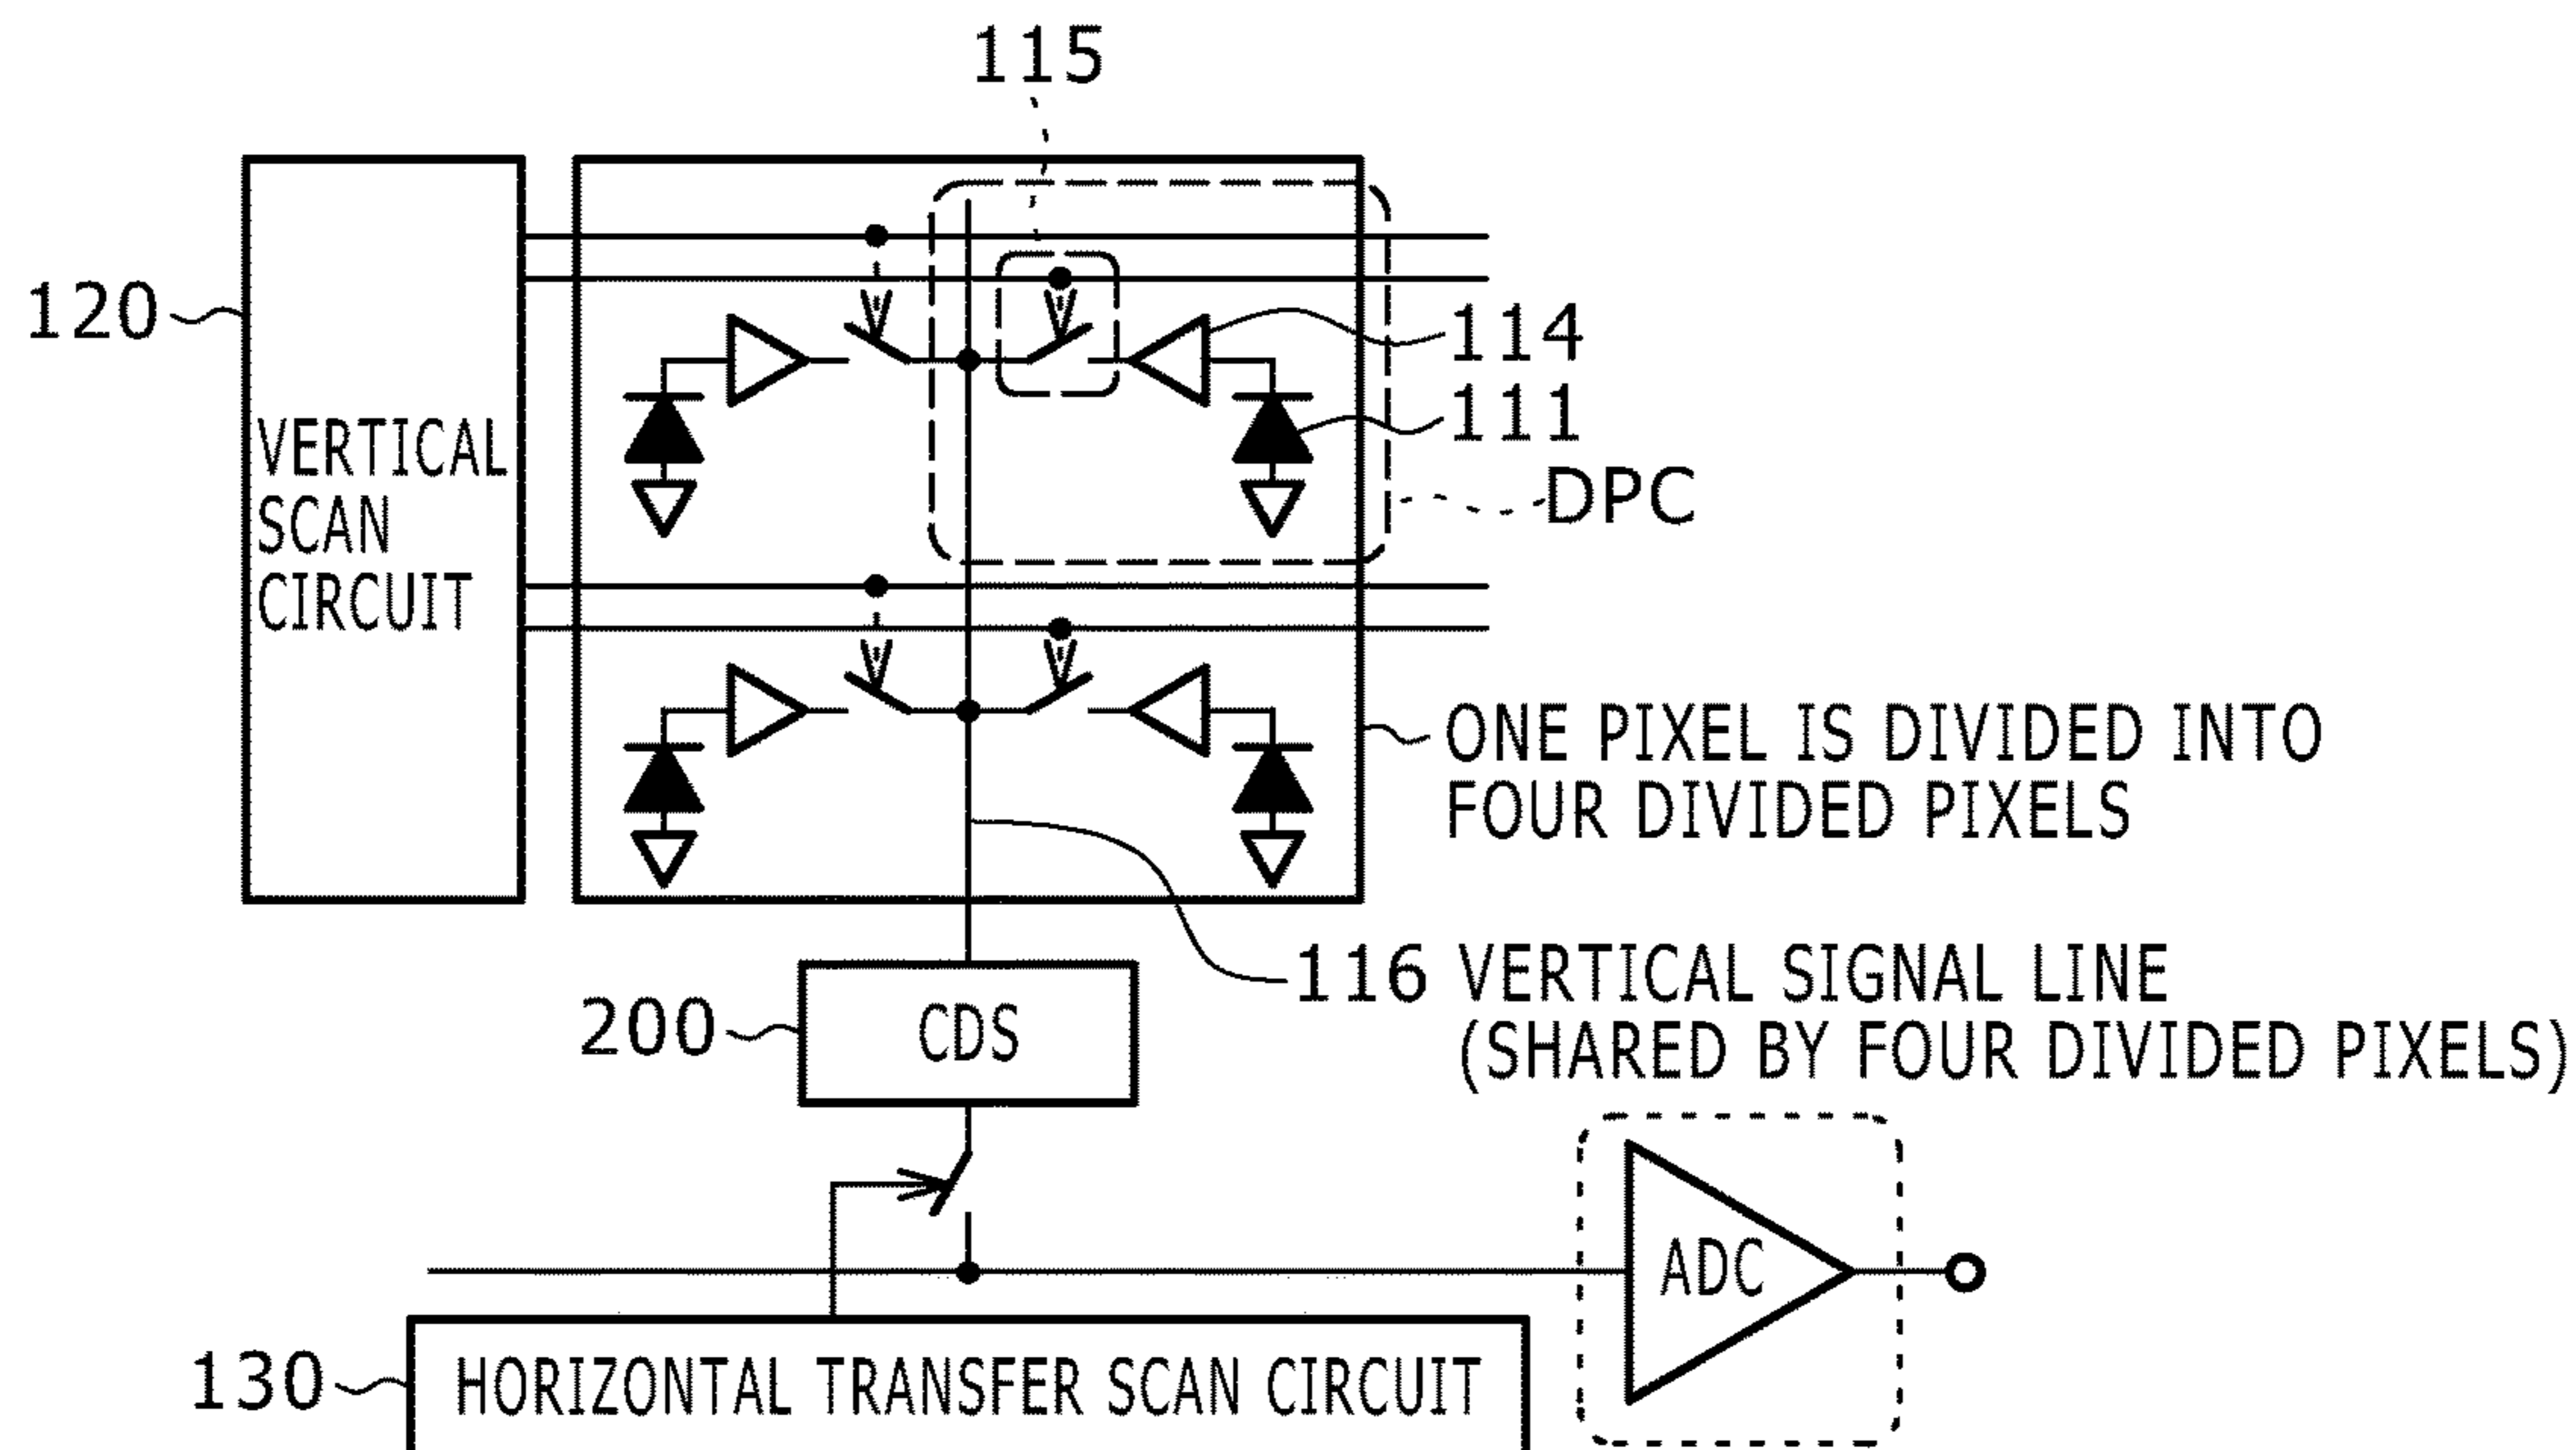 115
120
VERTICAL
SCAN
CIRCUIT
114
111
DPC
ONE PIXEL IS DIVIDED INTO
FOUR DIVIDED PIXELS
116 VERTICAL SIGNAL LINE
(SHARED BY FOUR DIVIDED PIXELS)
200
CDS
ADC
130
HORIZONTAL TRANSFER SCAN CIRCUIT